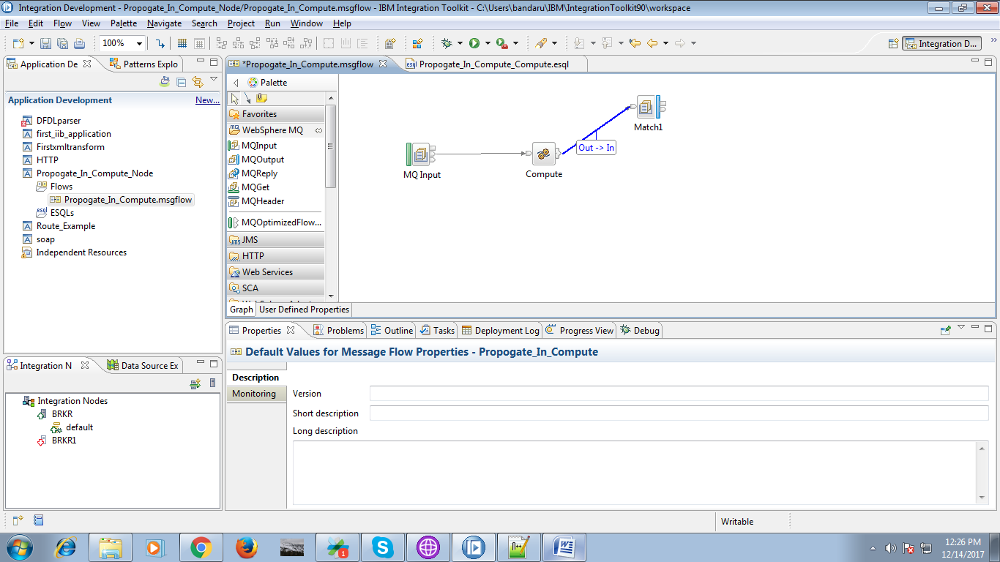 Integration Development - Propogate_In_Compute_Node/Propogate_In_Compute.msgflow - IBM Integration Toolkit - C:\Users\bandaru\IBM\IntegrationToolkit90\workspace
File Edit Flow View Palette Navigate Search Project Run Window Help
100% Integration D...
Application De Patterns Explo
Application Development New...
DFDLparser
first_iib_application
Firstxmltransform
HTTP
Propogate_In_Compute_Node
Flows
Propogate_In_Compute.msgflow
ESQLs
Route_Example
soap
Independent Resources
*Propogate_In_Compute.msgflow esql Propogate_In_Compute_Compute.esql
Palette
Favorites
WebSphere MQ
MQInput
MQOutput
MQReply
MQGet
MQHeader
MQOptimizedFlow...
JMS
HTTP
Web Services
SCA
MQ Input
Compute
Out -> In
Match1
Graph User Defined Properties
Integration N Data Source Ex
Integration Nodes
BRKR
default
BRKR1
Properties Problems Outline Tasks Deployment Log Progress View Debug
Default Values for Message Flow Properties - Propogate_In_Compute
Description
Monitoring
Version
Short description
Long description
Writable
1
12:26 PM
12/14/2017